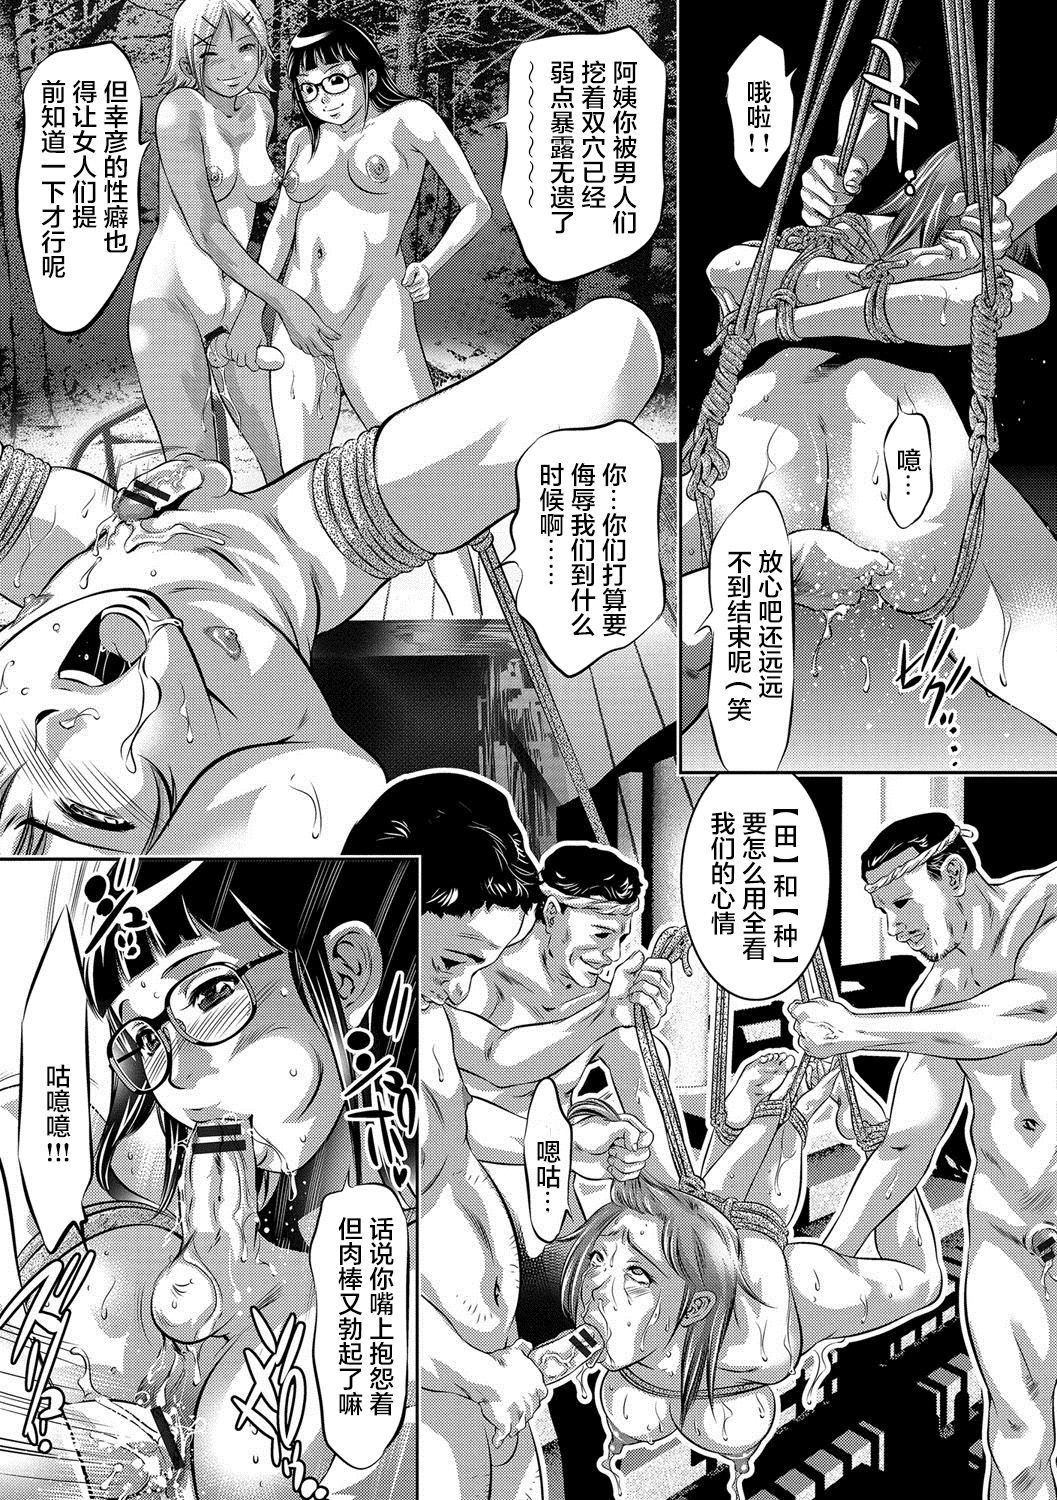 哦啦!!
噫…
放心吧还远远
不到结束呢(笑
阿姨你被男人们
挖着双穴已经
弱点暴露无遗了
～～～～～～
但幸彦的性癖也
得让女人们提
前知道一下才行呢
你…你们打算要
侮辱我们到什么
时候啊……
【田】和【种】
要怎么用全看
我们的心情
嗯咕…
咕噫噫!!!
话说你嘴上抱怨着
但肉棒又勃起了嘛